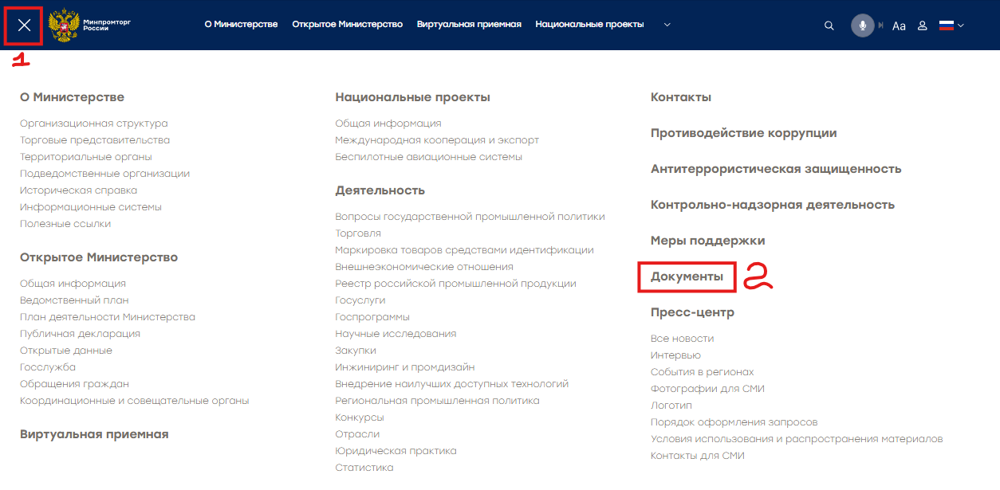 Минпромторг
России
О Министерстве Открытое Министерство Виртуальная приемная Национальные проекты
Aa
1
О Министерстве
Организационная структура
Торговые представительства
Территориальные органы
Подведомственные организации
Историческая справка
Информационные системы
Полезные ссылки
Открытое Министерство
Общая информация
Ведомственный план
План деятельности Министерства
Публичная декларация
Открытые данные
Госслужба
Обращения граждан
Координационные и совещательные органы
Виртуальная приемная
Национальные проекты
Общая информация
Международная кооперация и экспорт
Беспилотные авиационные системы
Деятельность
Вопросы государственной промышленной политики
Торговля
Маркировка товаров средствами идентификации
Внешнеэкономические отношения
Реестр российской промышленной продукции
Госуслуги
Госпрограммы
Научные исследования
Закупки
Инжиниринг и промдизайн
Внедрение наилучших доступных технологий
Региональная промышленная политика
Конкурсы
Отрасли
Юридическая практика
Статистика
Контакты
Противодействие коррупции
Антитеррористическая защищенность
Контрольно-надзорная деятельность
Меры поддержки
Документы 2
Пресс-центр
Все новости
Интервью
События в регионах
Фотографии для СМИ
Логотип
Порядок оформления запросов
Условия использования и распространения материалов
Контакты для СМИ